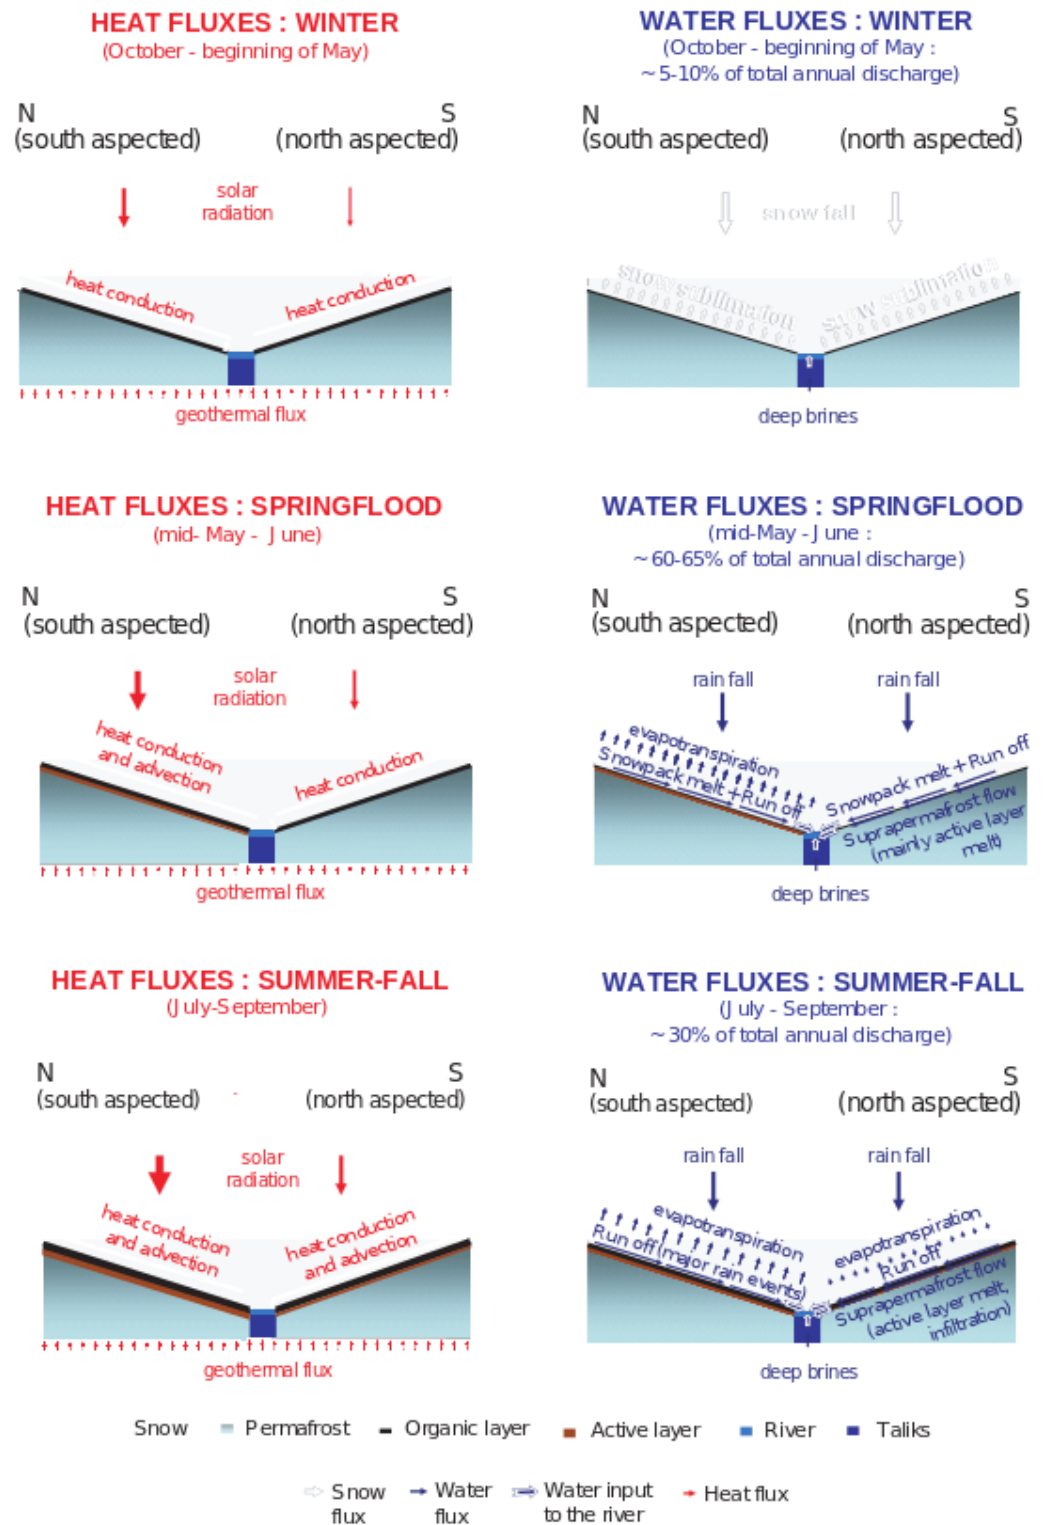 HEAT FLUXES : WINTER
(October - beginning of May)
N
S
(south aspected)
(north aspected)
solar
radiation
heat conduction
heat conduction
geothermal flux
WATER FLUXES : WINTER
(October - beginning of May :
~ 5-10% of total annual discharge)
N
S
(south aspected)
(north aspected)
snow fall
snow sublimation
snow sublimation
deep brines
HEAT FLUXES : SPRINGFLOOD
(mid- May - June)
N
S
(south aspected)
(north aspected)
solar
radiation
heat conduction
and advection
heat conduction
geothermal flux
WATER FLUXES : SPRINGFLOOD
(mid-May - June :
~ 60-65% of total annual discharge)
N
S
(south aspected)
(north aspected)
rain fall
rain fall
evapotranspiration
Snowpack melt + Run off
Snowpack melt + Run off
Suprapermafrost flow
(mainly active layer
melt)
deep brines
HEAT FLUXES : SUMMER-FALL
(July-September)
N
S
(south aspected)
(north aspected)
solar
radiation
heat conduction
and advection
heat conduction
and advection
geothermal flux
WATER FLUXES : SUMMER-FALL
(July - September :
~ 30% of total annual discharge)
N
S
(south aspected)
(north aspected)
rain fall
rain fall
evapotranspiration
Run off (major rain events)
evapotranspiration
Run off
Suprapermafrost flow
(active layer melt,
infiltration)
deep brines
Snow
Permafrost
Organic layer
Active layer
River
Taliks
Snow
flux
Water
flux
Water input
to the river
Heat flux